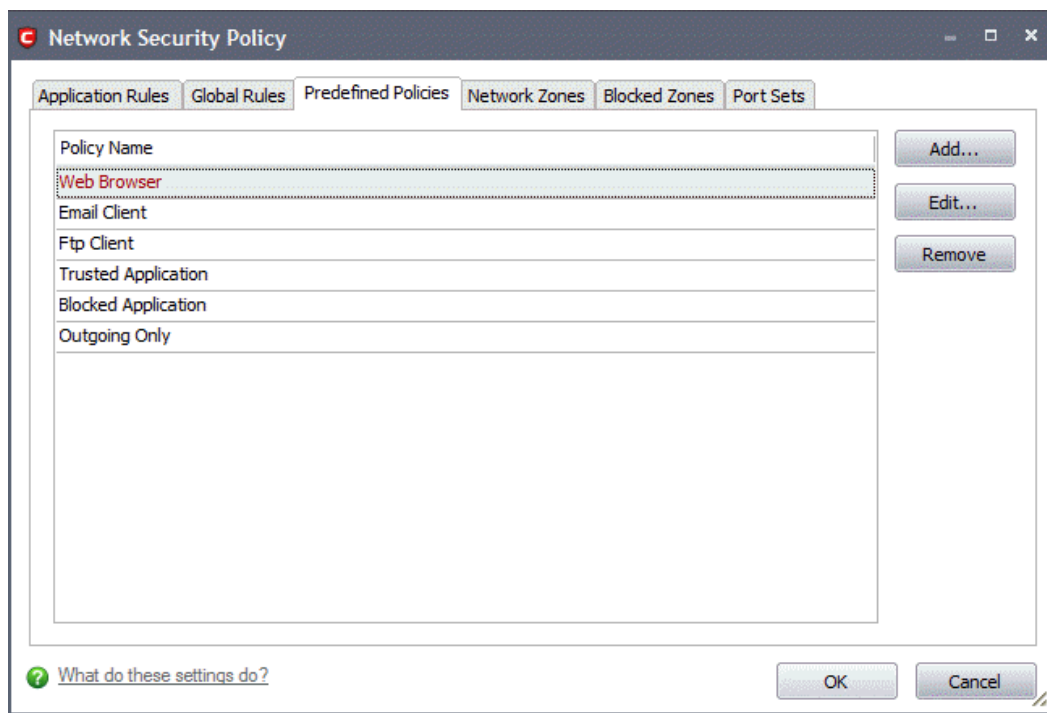 Network Security Policy
Application Rules Global Rules Predefined Policies Network Zones Blocked Zones Port Sets
Policy Name
Add...
Web Browser
Edit...
Email Client
Ftp Client
Remove
Trusted Application
Blocked Application
Outgoing Only
What do these settings do?
OK Cancel